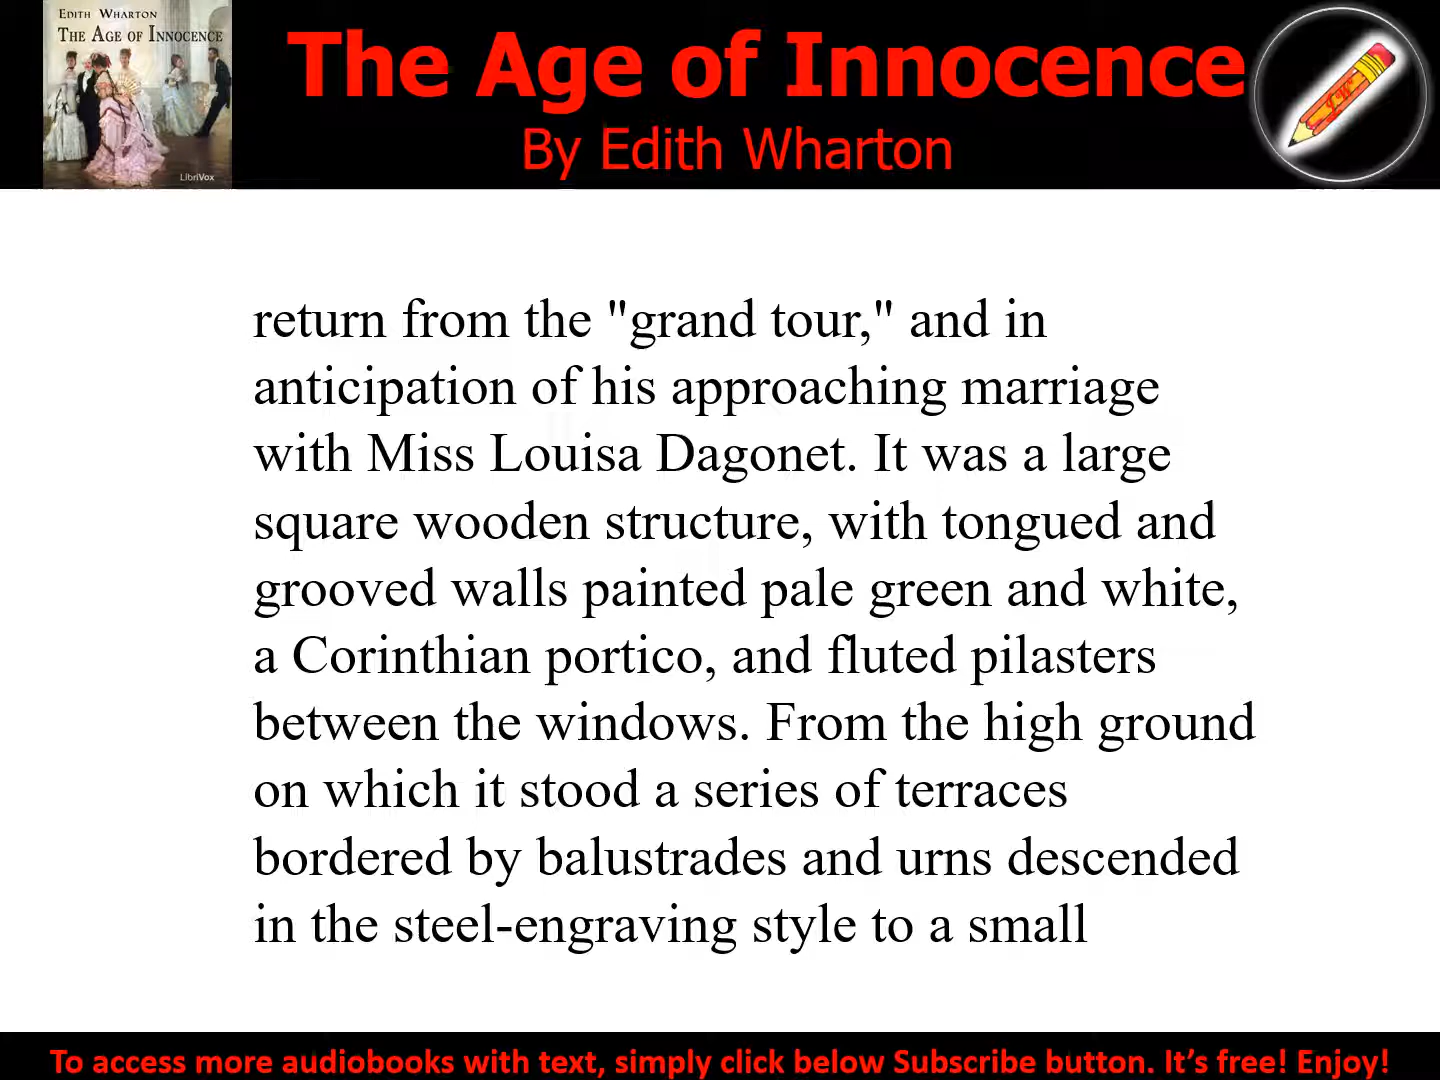 EDITH WHARTON
THE AGE OF INNOCENCE
LibriVox
The Age of Innocence
By Edith Wharton
JW
return from the "grand tour," and in
anticipation of his approaching marriage
with Miss Louisa Dagonet. It was a large
square wooden structure, with tongued and
grooved walls painted pale green and white,
a Corinthian portico, and fluted pilasters
between the windows. From the high ground
on which it stood a series of terraces
bordered by balustrades and urns descended
in the steel-engraving style to a small
To access more audiobooks with text, simply click below Subscribe button. It’s free! Enjoy!